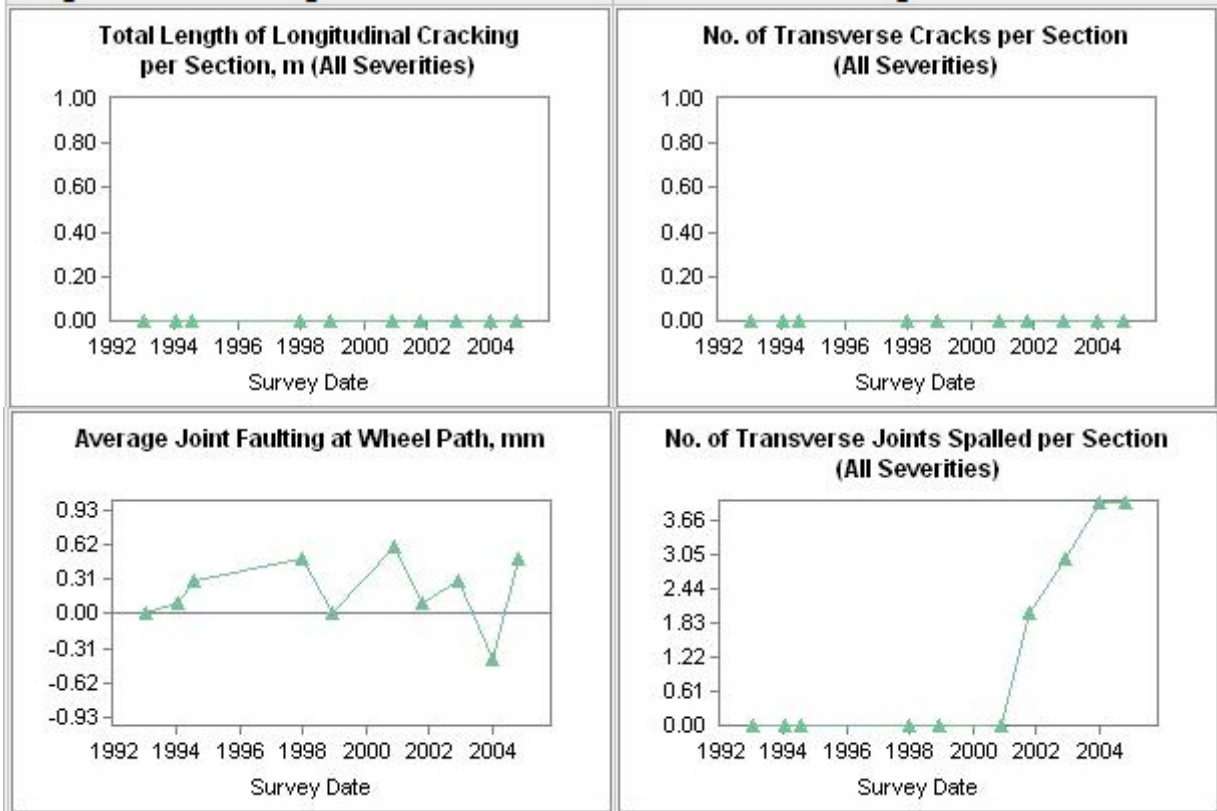 Total Length of Longitudinal Cracking
per Section, m (All Severities)
1.00
0.80
0.60
0.40
0.20
0.00
1992 1994 1996 1998 2000 2002 2004
Survey Date
No. of Transverse Cracks per Section
(All Severities)
1.00
0.80
0.60
0.40
0.20
0.00
1992 1994 1996 1998 2000 2002 2004
Survey Date
Average Joint Faulting at Wheel Path, mm
0.93
0.62
0.31
0.00
-0.31
-0.62
-0.93
1992 1994 1996 1998 2000 2002 2004
Survey Date
No. of Transverse Joints Spalled per Section
(All Severities)
3.66
3.05
2.44
1.83
1.22
0.61
0.00
1992 1994 1996 1998 2000 2002 2004
Survey Date